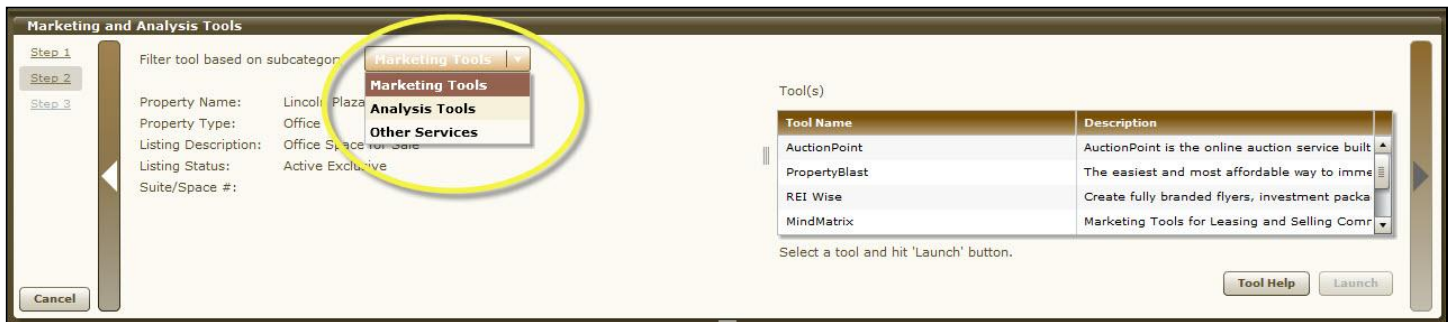 Marketing and Analysis Tools
Step 1
Step 2
Step 3
Cancel
Filter tool based on subcategory
Marketing Tools
Marketing Tools
Analysis Tools
Other Services
Property Name: Lincoln Plaza
Property Type: Office
Listing Description: Office Space for Sale
Listing Status: Active Exclusive
Suite/Space #:
Tool(s)
Tool Name Description
AuctionPoint AuctionPoint is the online auction service built
PropertyBlast The easiest and most affordable way to imme
REI Wise Create fully branded flyers, investment packa
MindMatrix Marketing Tools for Leasing and Selling Comr
Select a tool and hit 'Launch' button.
Tool Help
Launch